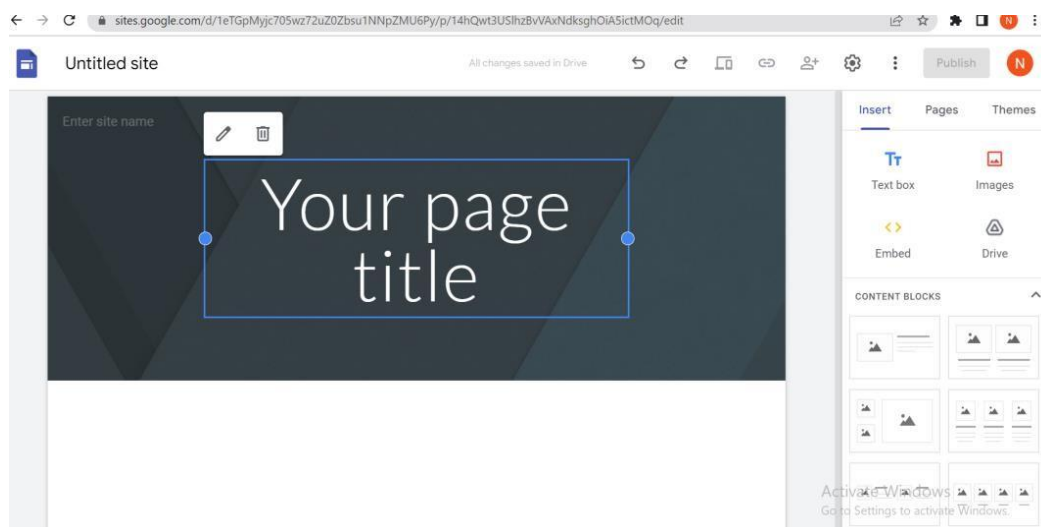 sites.google.com/d/1eTGpMyjc705wz72uZ0Zbsu1NNpZMU6Py/p/14hQwt3USlhzBvVAxNdksghOiA5ictMOq/edit
N
Untitled site
All changes saved in Drive
Publish
N
Enter site name
Your page
title
Insert Pages Themes
Text box Images
Embed Drive
CONTENT BLOCKS
Activate Windows
Go to Settings to activate Windows.